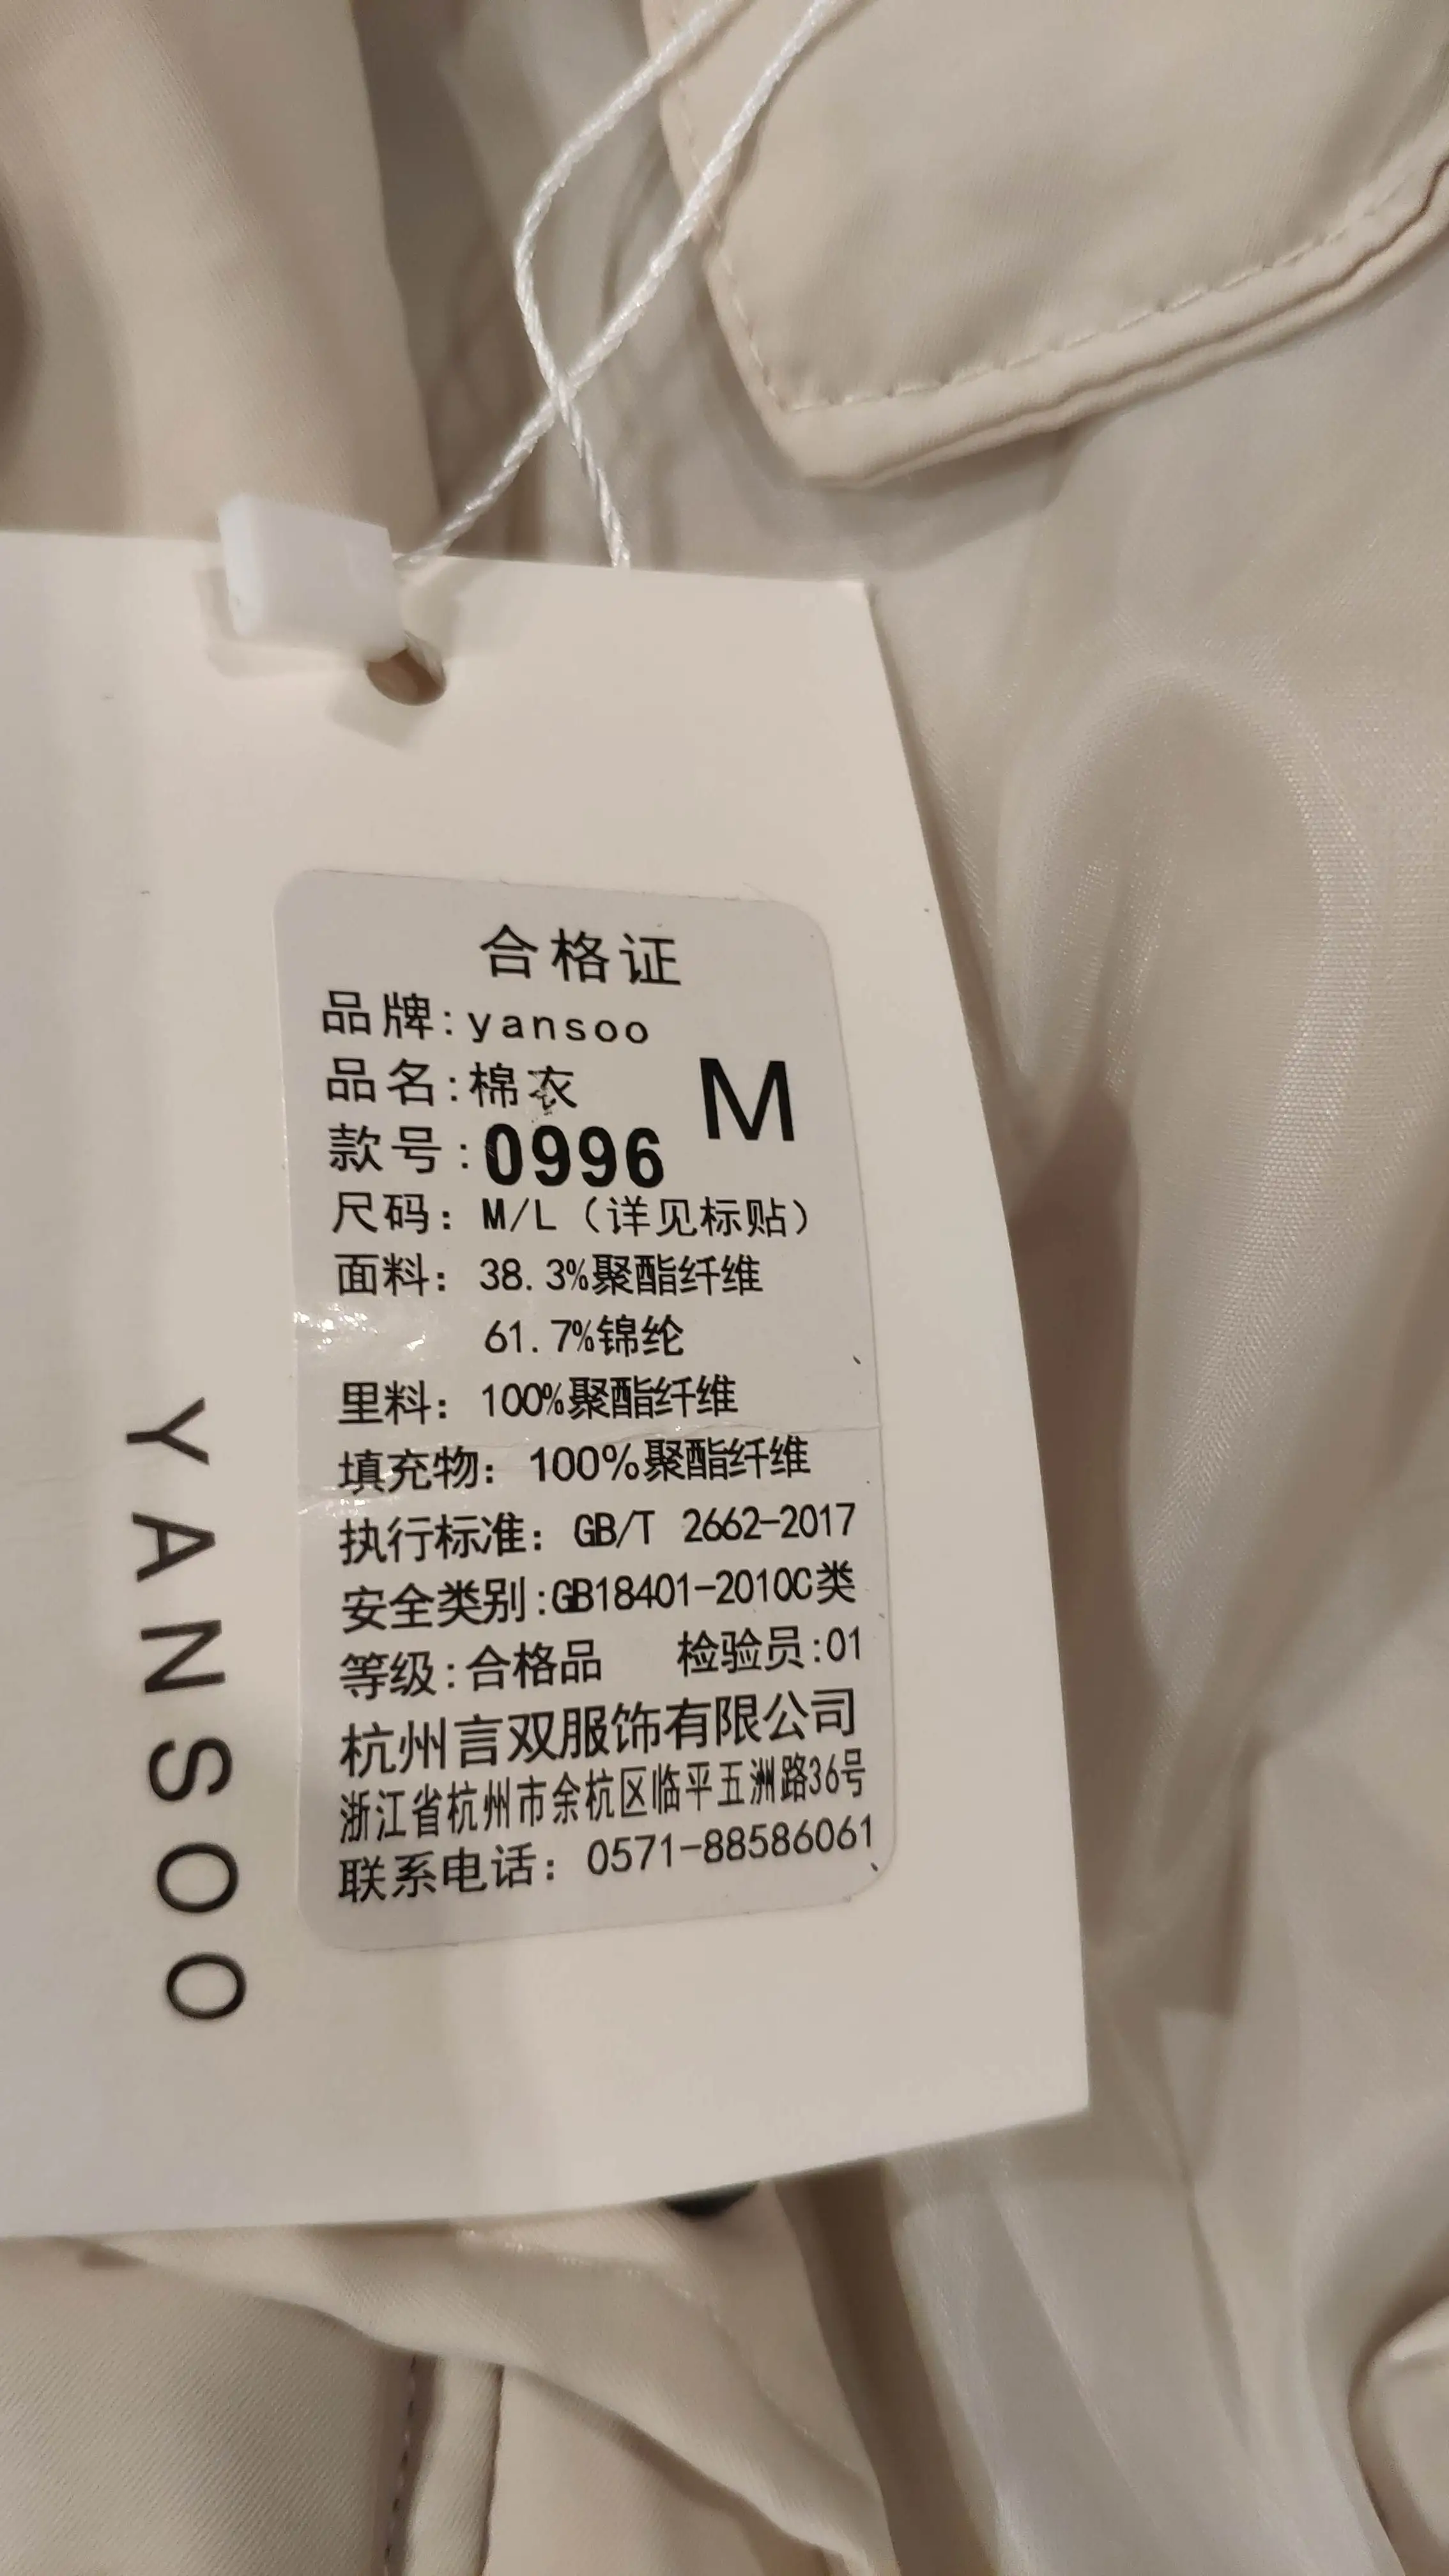 合格证
品牌:yansoo
品名:棉衣
M
款号:0996
尺码: M/L(详见标贴)
面料: 38.3%聚酯纤维
61.7%锦纶
里料: 100%聚酯纤维
填充物: 100%聚酯纤维
执行标准: GB/T 2662-2017
安全类别:GB18401-2010C类
等级:合格品 检验员:01
杭州言双服饰有限公司
浙江省杭州市余杭区临平五洲路36号
联系电话: 0571-88586061
YANSOO